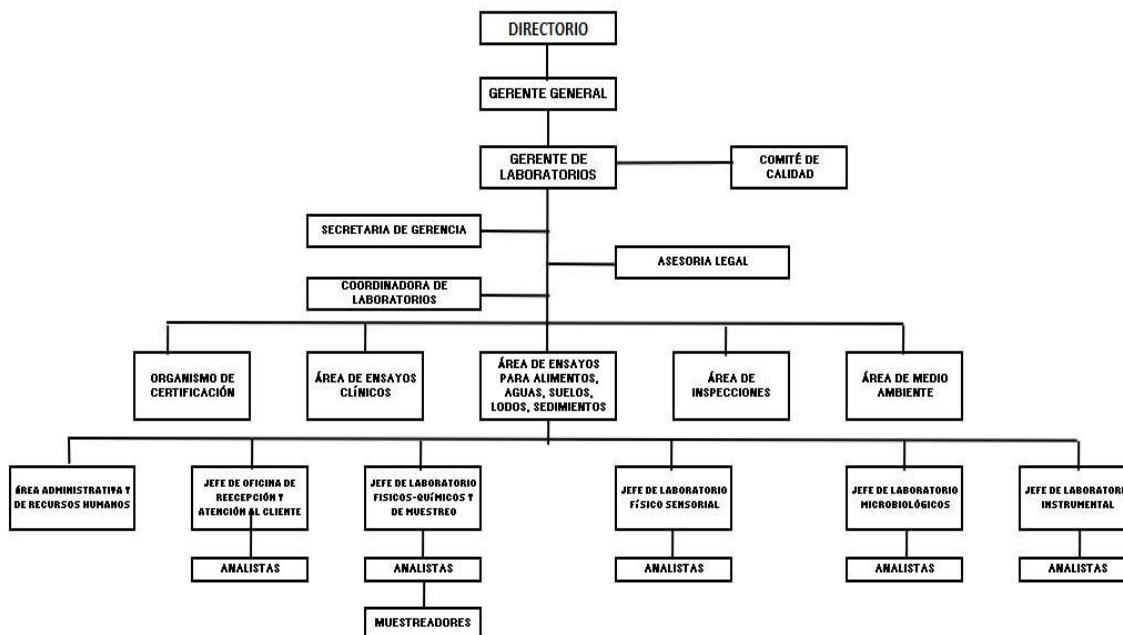 DIRECTORIO
GERENTE GENERAL
GERENTE DE
LABORATORIOS
COMITÉ DE
CALIDAD
SECRETARIA DE GERENCIA
ASESORIA LEGAL
COORDINADORA DE
LABORATORIOS
ORGANISMO DE
CERTIFICACIÓN
ÁREA DE ENSAYOS
CLÍNICOS
ÁREA DE ENSAYOS
PARA ALIMENTOS,
AGUAS, SUELOS,
LODOS, SEDIMIENTOS
ÁREA DE
INSPECCIONES
ÁREA DE MEDIO
AMBIENTE
ÁREA ADMINISTRATIVA Y
DE RECURSOS HUMANOS
JEFE DE OFICINA DE
REECEPCIÓN Y
ATENCIÓN AL CLIENTE
JEFE DE LABORATORIO
FISICOS-QUÍMICOS Y
DE MUESTREO
JEFE DE LABORATORIO
FÍSICO SENSORIAL
JEFE DE LABORATORIO
MICROBIOLÓGICOS
JEFE DE LABORATORI
INSTRUMENTAL
ANALISTAS
ANALISTAS
ANALISTAS
ANALISTAS
ANALISTAS
MUESTREADORES